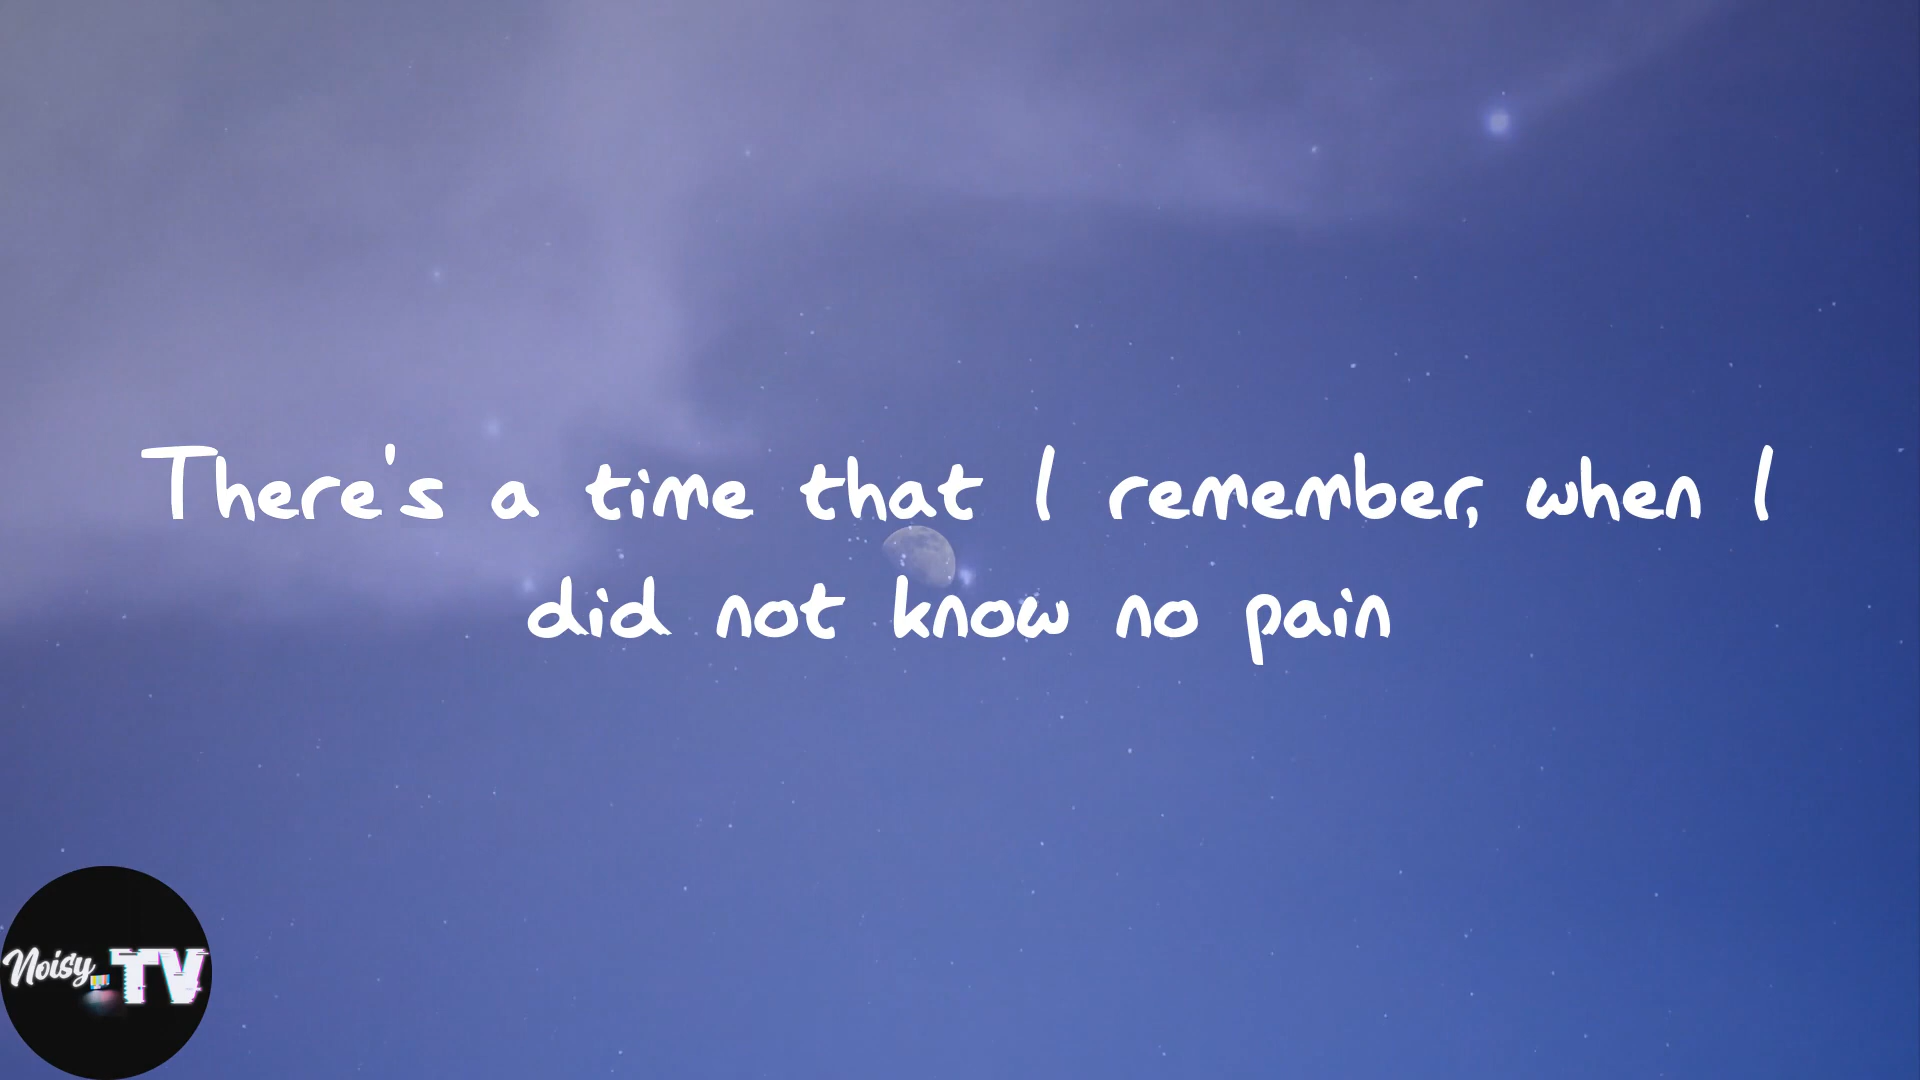 There's a time that I remember, when I
did not know no pain
Noisy TV